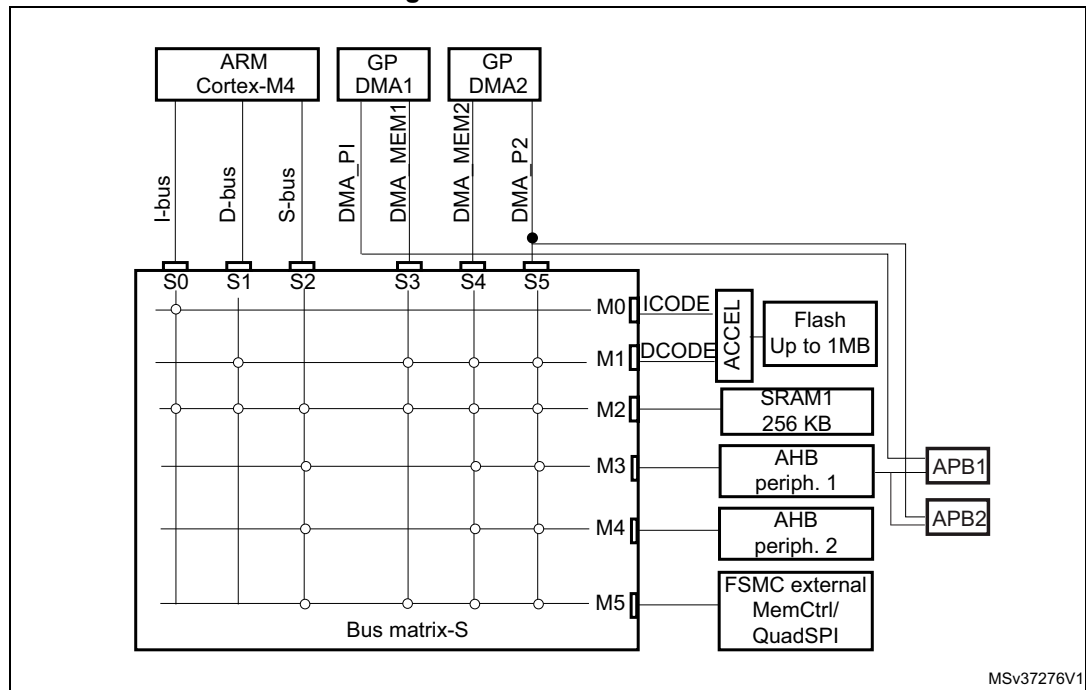 ARM
Cortex-M4
GP
DMA1
GP
DMA2
I-bus
D-bus
S-bus
DMA_PI
DMA_MEM1
DMA_MEM2
DMA_P2
S0
S1
S2
S3
S4
S5
M0
ICODE
M1
DCODE
ACCEL
Flash
Up to 1MB
M2
SRAM1
256 KB
M3
AHB
periph. 1
APB1
M4
AHB
periph. 2
APB2
M5
FSMC external
MemCtrl/
QuadSPI
Bus matrix-S
MSv37276V1